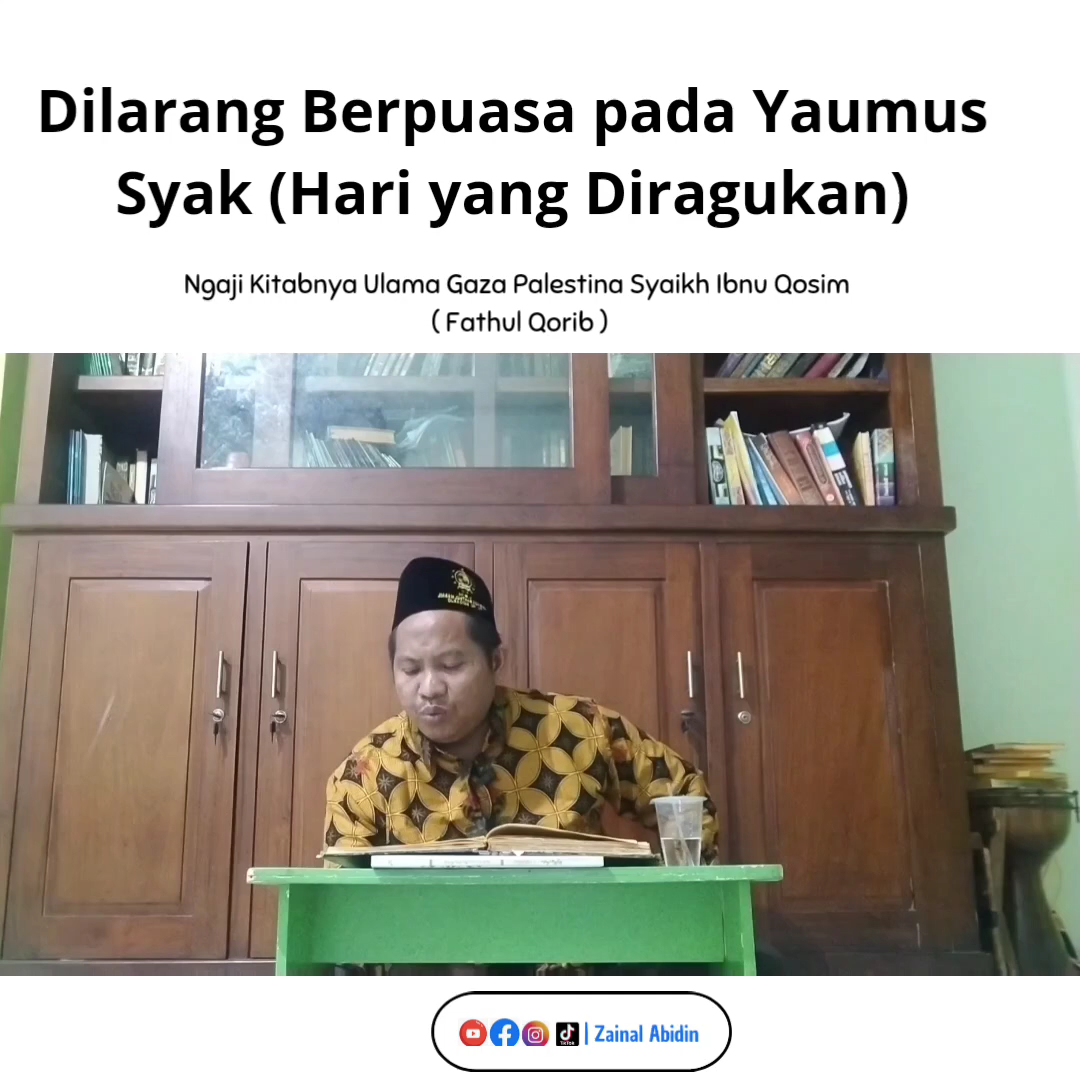 Dilarang Berpuasa pada Yaumus
Syak (Hari yang Diragukan)
Ngaji Kitabnya Ulama Gaza Palestina Syaikh Ibnu Qosim
( Fathul Qorib )
TikTok
| Zainal Abidin